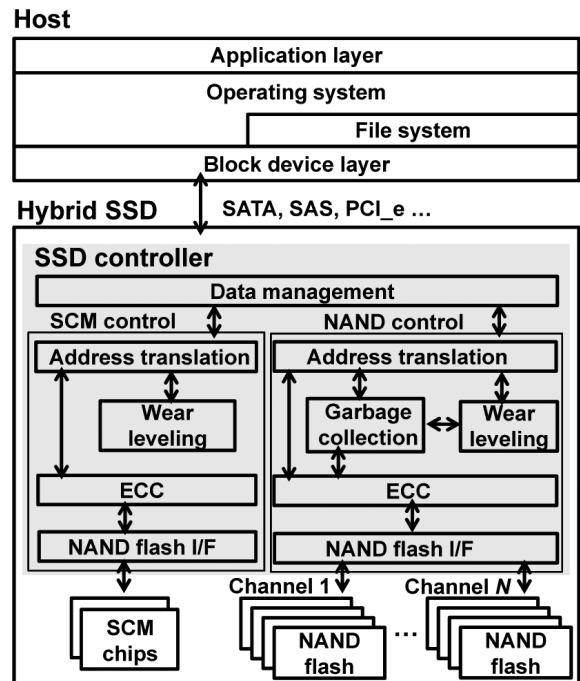 Host
Application layer
Operating system
File system
Block device layer
Hybrid SSD
SATA, SAS, PCI_e ...
SSD controller
Data management
SCM control
NAND control
Address translation
Address translation
Wear
leveling
Garbage
collection
Wear
leveling
ECC
ECC
NAND flash I/F
NAND flash I/F
Channel 1
Channel N
SCM
chips
NAND
flash
...
NAND
flash